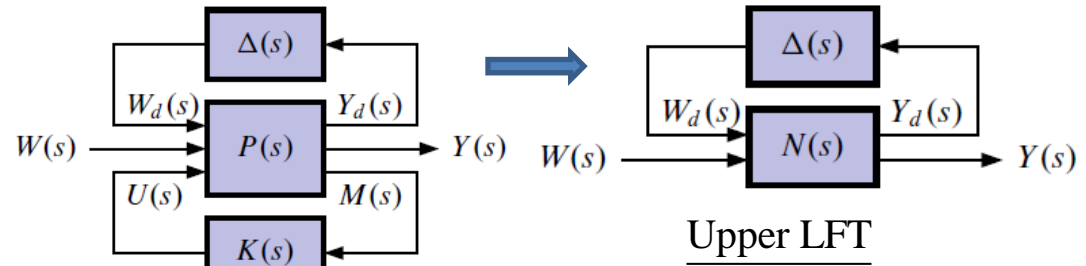 Δ(s)
Δ(s)
W_d(s) Y_d(s)
W_d(s) Y_d(s)
W(s) P(s) Y(s)
W(s) N(s) Y(s)
U(s) M(s)
K(s)
Upper LFT